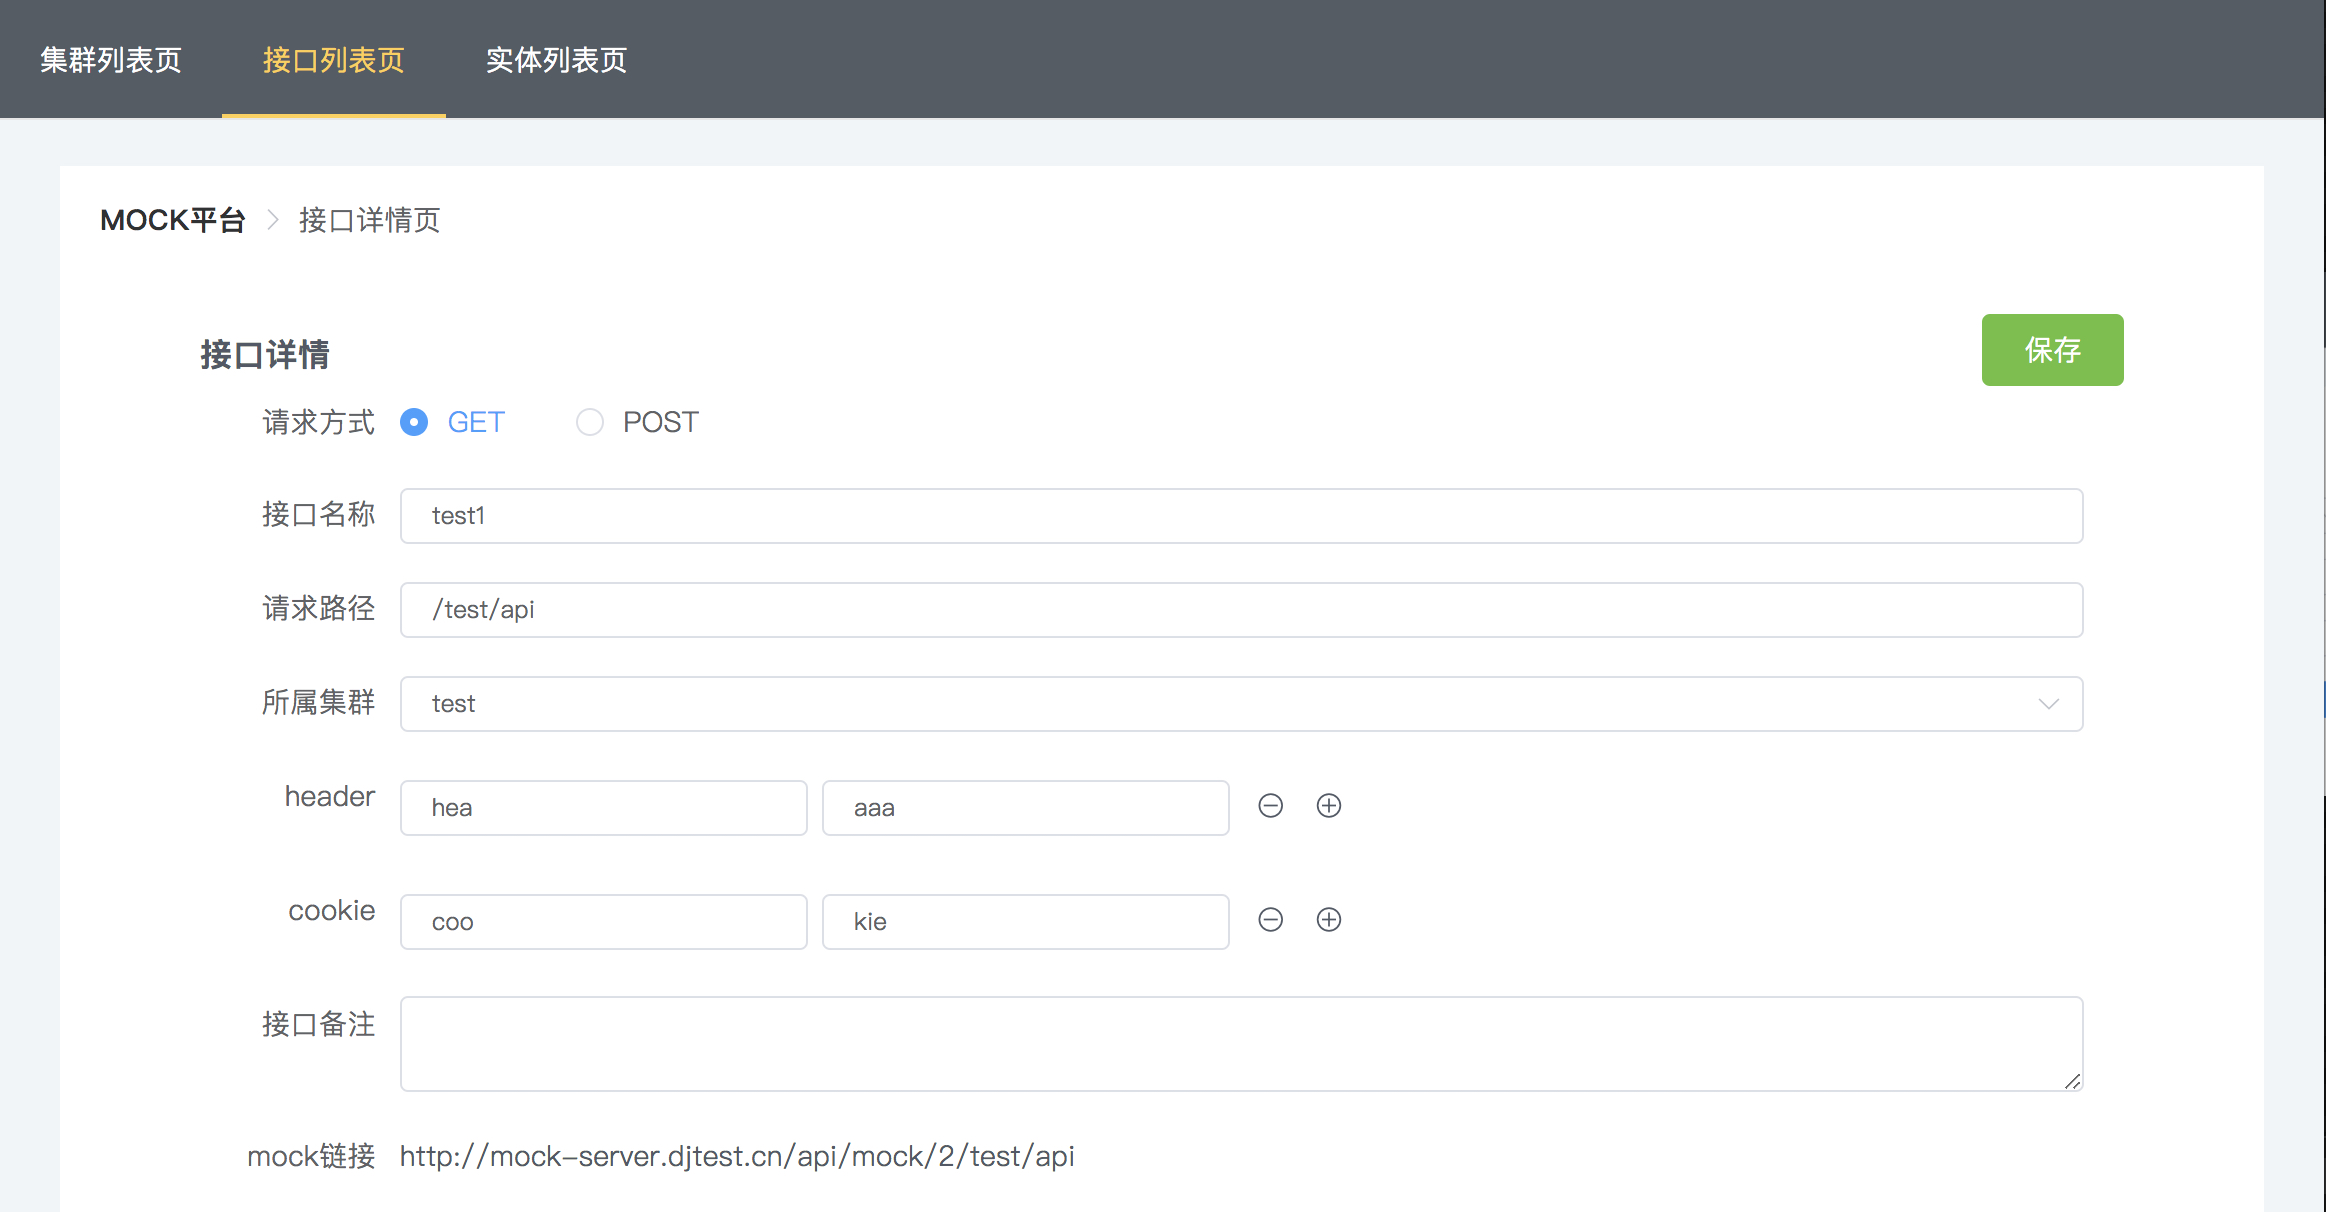 集群列表页 接口列表页 实体列表页
MOCK平台 > 接口详情页
接口详情 保存
请求方式 GET POST
接口名称 test1
请求路径 /test/api
所属集群 test
header hea aaa
cookie coo kie
接口备注
mock链接 http://mock-server.djtest.cn/api/mock/2/test/api